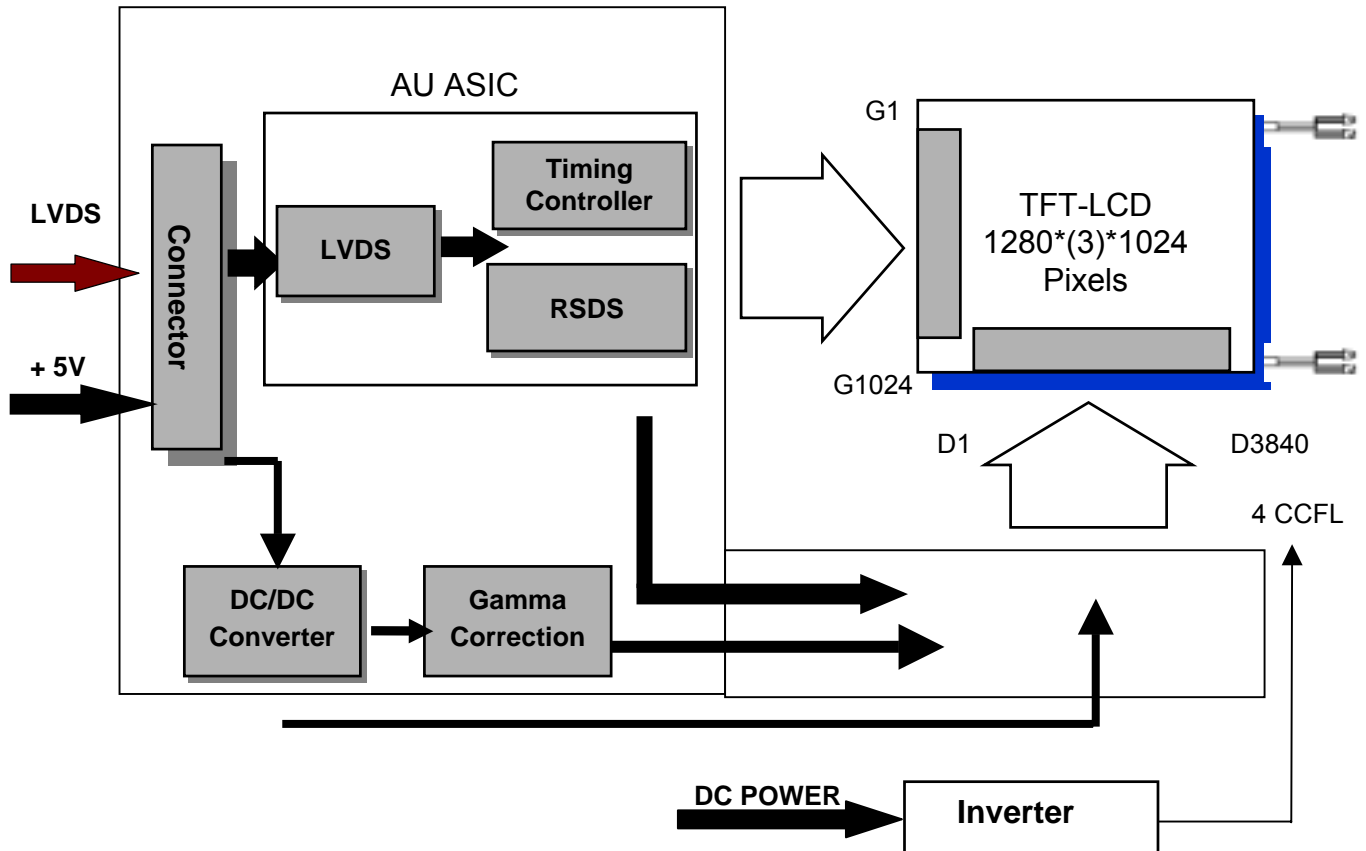 AU ASIC
G1
Timing
Controller
LVDS
Connector
LVDS
TFT-LCD
1280*(3)*1024
Pixels
RSDS
+ 5V
G1024
D1
D3840
4 CCFL
DC/DC
Converter
Gamma
Correction
DC POWER
Inverter